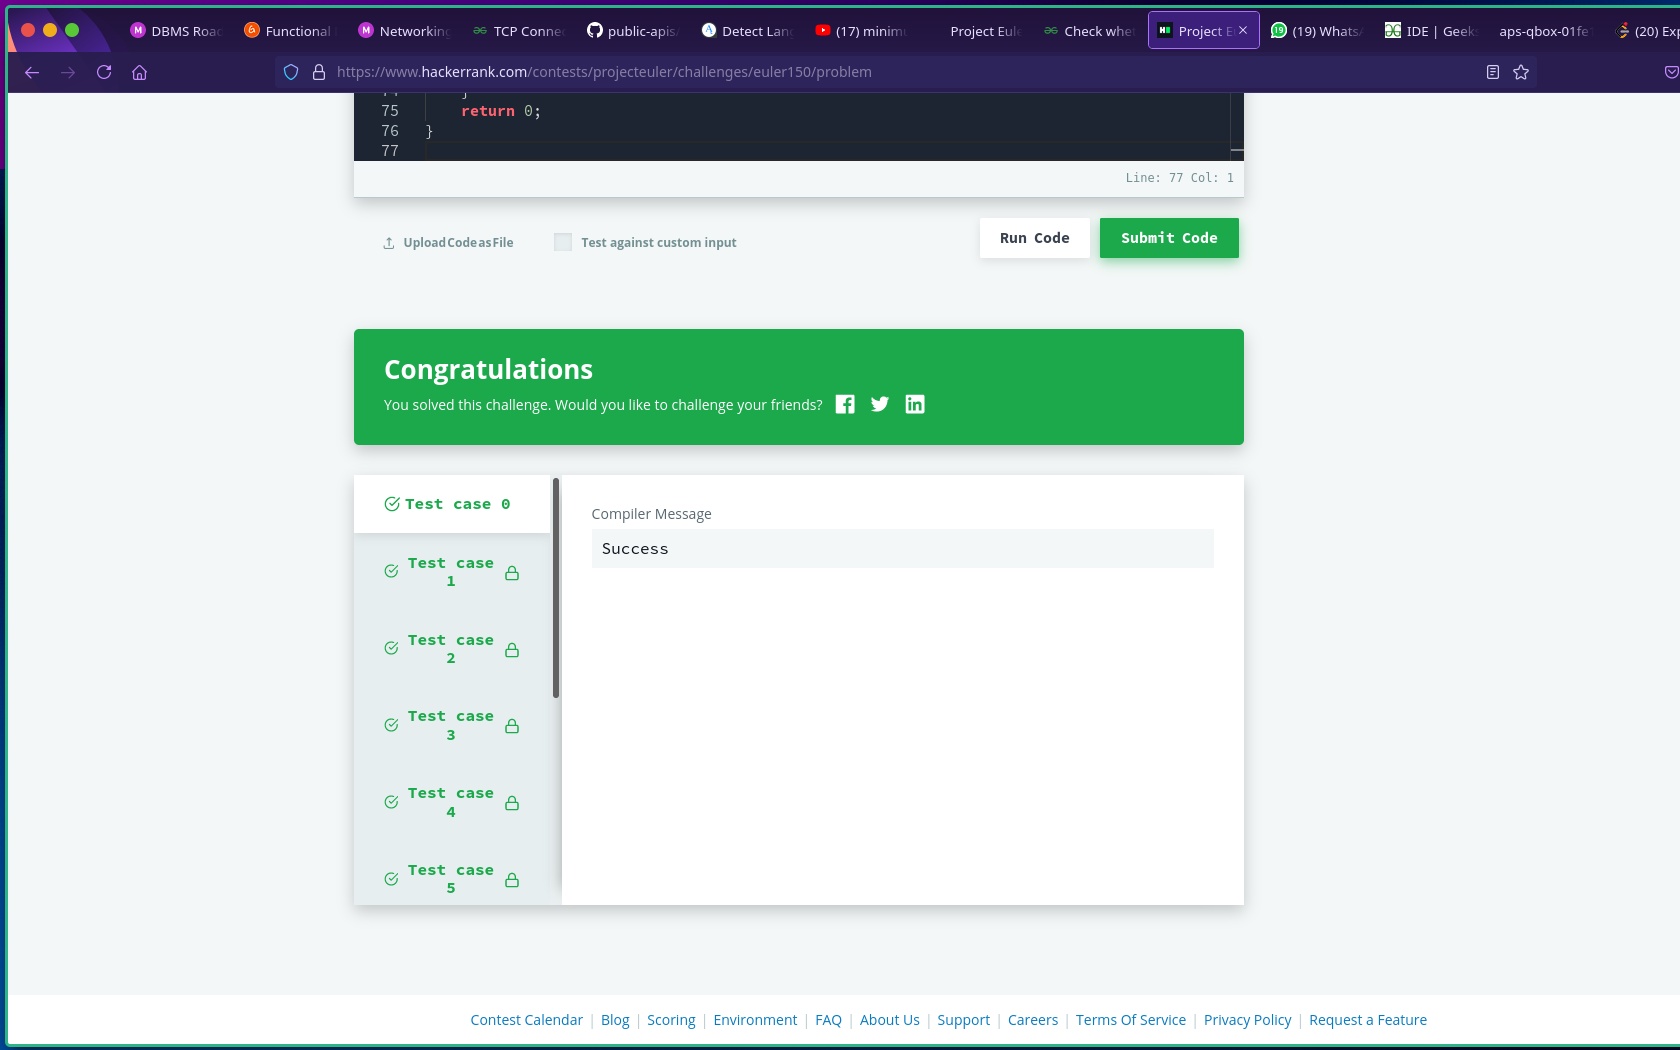 DBMS Roa
Functional
Networking
TCP Conne
public-apis
Detect Lan
(17) minim
Project Eule
Check whet
Project E
(19) Whats
IDE | Geek
aps-qbox-01fe
(20) Exp
https://www.hackerrank.com/contests/projecteuler/challenges/euler150/problem
74 }
75 return 0;
76 }
77
Line: 77 Col: 1
Upload Code as File
Test against custom input
Run Code
Submit Code
Congratulations
You solved this challenge. Would you like to challenge your friends?
Test case 0
Test case
1
Test case
2
Test case
3
Test case
4
Test case
5
Compiler Message
Success
Contest Calendar | Blog | Scoring | Environment | FAQ | About Us | Support | Careers | Terms Of Service | Privacy Policy | Request a Feature